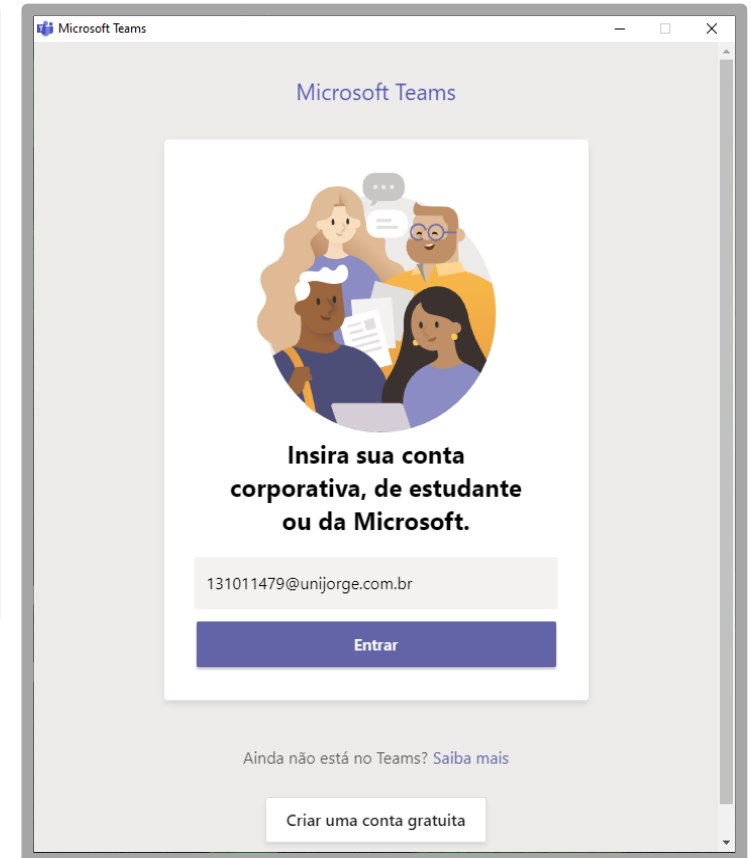 Microsoft Teams
Microsoft Teams
Insira sua conta
corporativa, de estudante
ou da Microsoft.
131011479@unijorge.com.br
Entrar
Ainda não está no Teams? Saiba mais
Criar uma conta gratuita